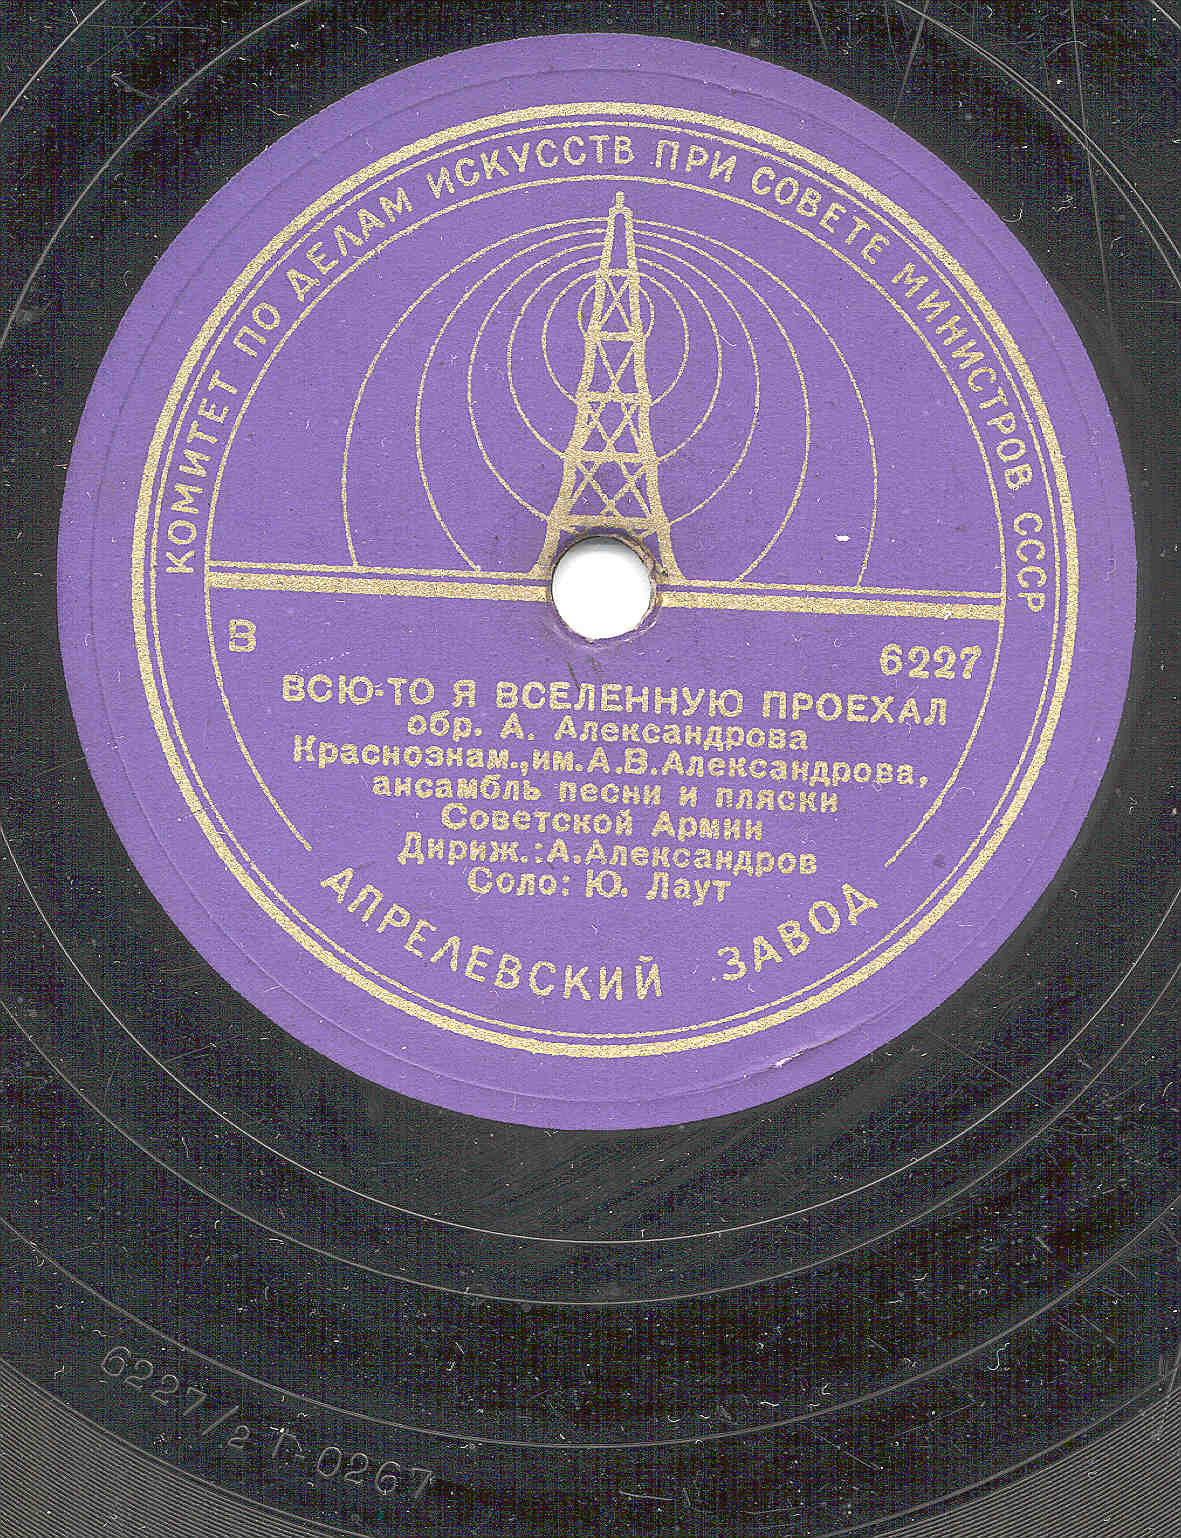 КОМИТЕТ ПО ДЕЛАМ ИСКУССТВ ПРИ СОВЕТЕ МИНИСТРОВ СССР
В
6227
ВСЮ-ТО Я ВСЕЛЕННУЮ ПРОЕХАЛ
обр. А. Александрова
Краснознам.,им.А.В.Александрова,
ансамбль песни и пляски
Советской Армии
Дириж.:А.Александров
Соло: Ю. Лаут
АПРЕЛЕВСКИЙ ЗАВОД
6227/2 Т-0267